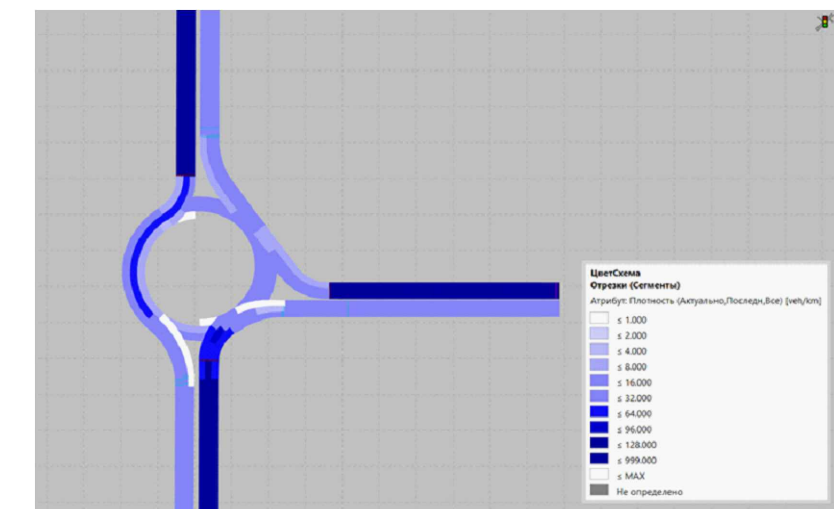 ЦветСхема
Отрезки (Сегменты)
Атрибут: Плотность (Актуально,Последн,Все) [veh/km]
≤ 1.000
≤ 2.000
≤ 4.000
≤ 8.000
≤ 16.000
≤ 32.000
≤ 64.000
≤ 96.000
≤ 128.000
≤ 999.000
≤ MAX
Не определено